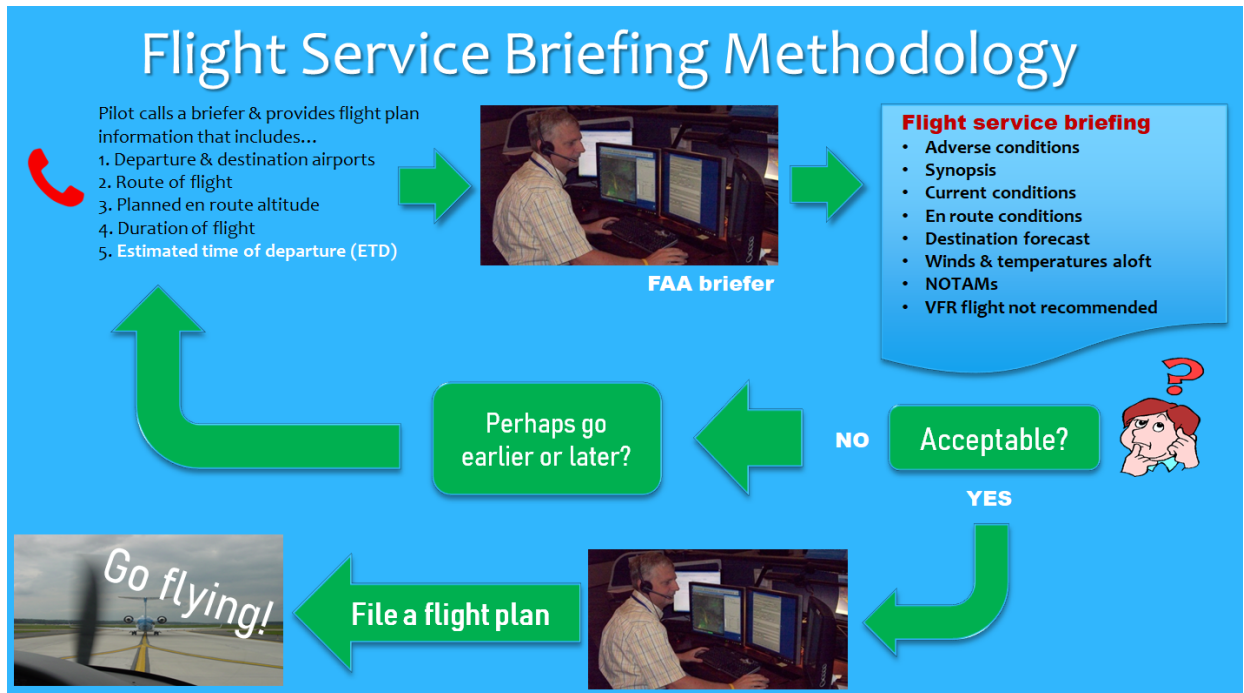 Flight Service Briefing Methodology
Pilot calls a briefer & provides flight plan
information that includes...
1. Departure & destination airports
2. Route of flight
3. Planned en route altitude
4. Duration of flight
5. Estimated time of departure (ETD)
FAA briefer
Flight service briefing
• Adverse conditions
• Synopsis
• Current conditions
• En route conditions
• Destination forecast
• Winds & temperatures aloft
• NOTAMs
• VFR flight not recommended
Perhaps go
earlier or later?
NO
Acceptable?
YES
Go flying!
File a flight plan